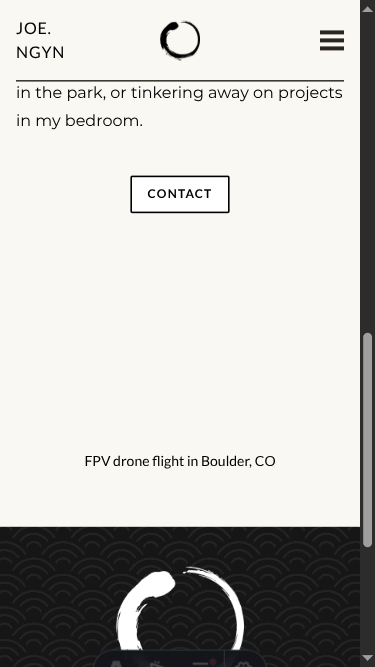 JOE.
NGYN
in the park, or tinkering away on projects
in my bedroom.
CONTACT
FPV drone flight in Boulder, CO